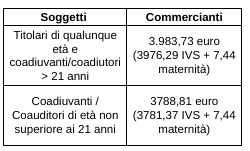 Soggetti
Commercianti
Titolari di qualunque
età e
coadiuvanti/coadiutori
> 21 anni
3.983,73 euro
(3976,29 IVS + 7,44
maternità)
Coadiuvanti /
Coauditori di età non
superiore ai 21 anni
3788,81 euro
(3781,37 IVS + 7,44
maternità)